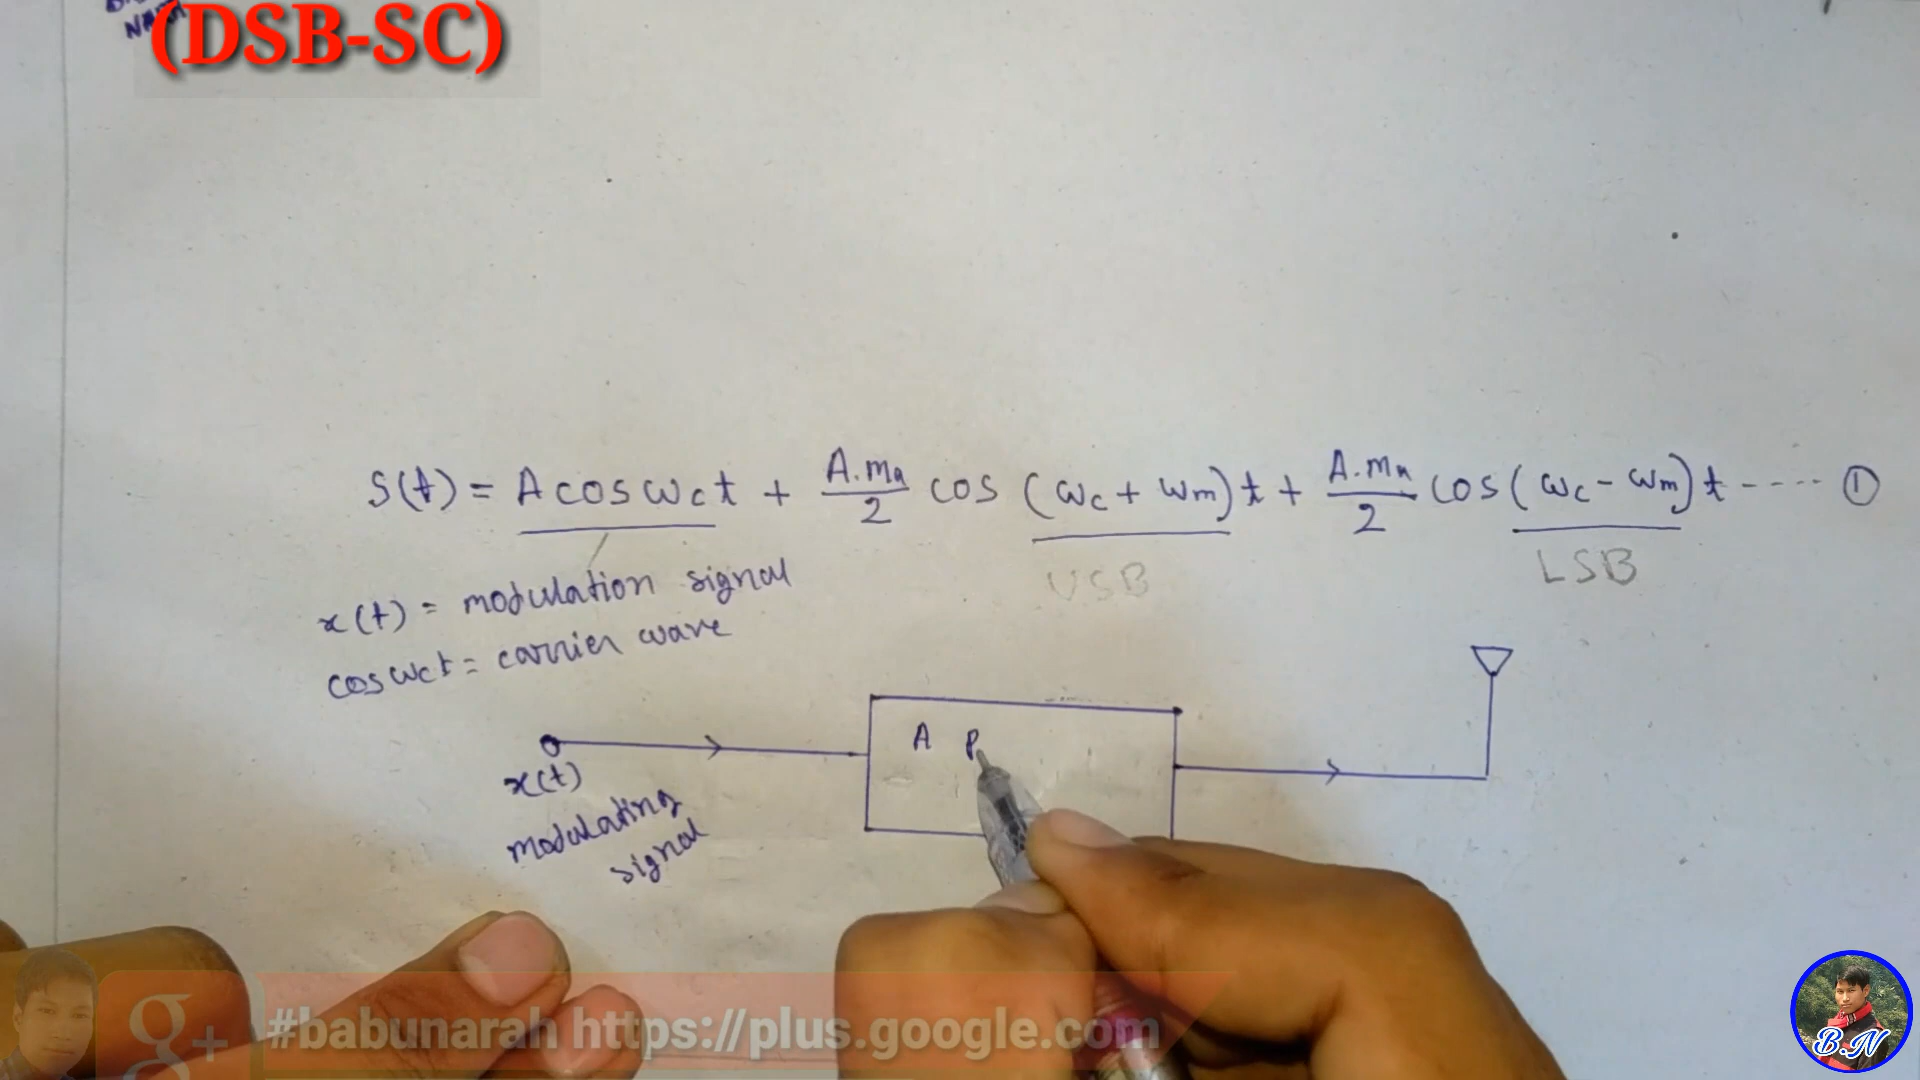 (DSB-SC)
S(t) = A cos ωct + A.ma/2 cos (ωc + ωm)t + A.ma/2 cos (ωc - ωm)t ----- ①
USB
LSB
x(t) = modulation signal
cos ωct = carrier wave
A P
x(t)
modulating
signal
g+ #babunarah https://plus.google.com
B.N